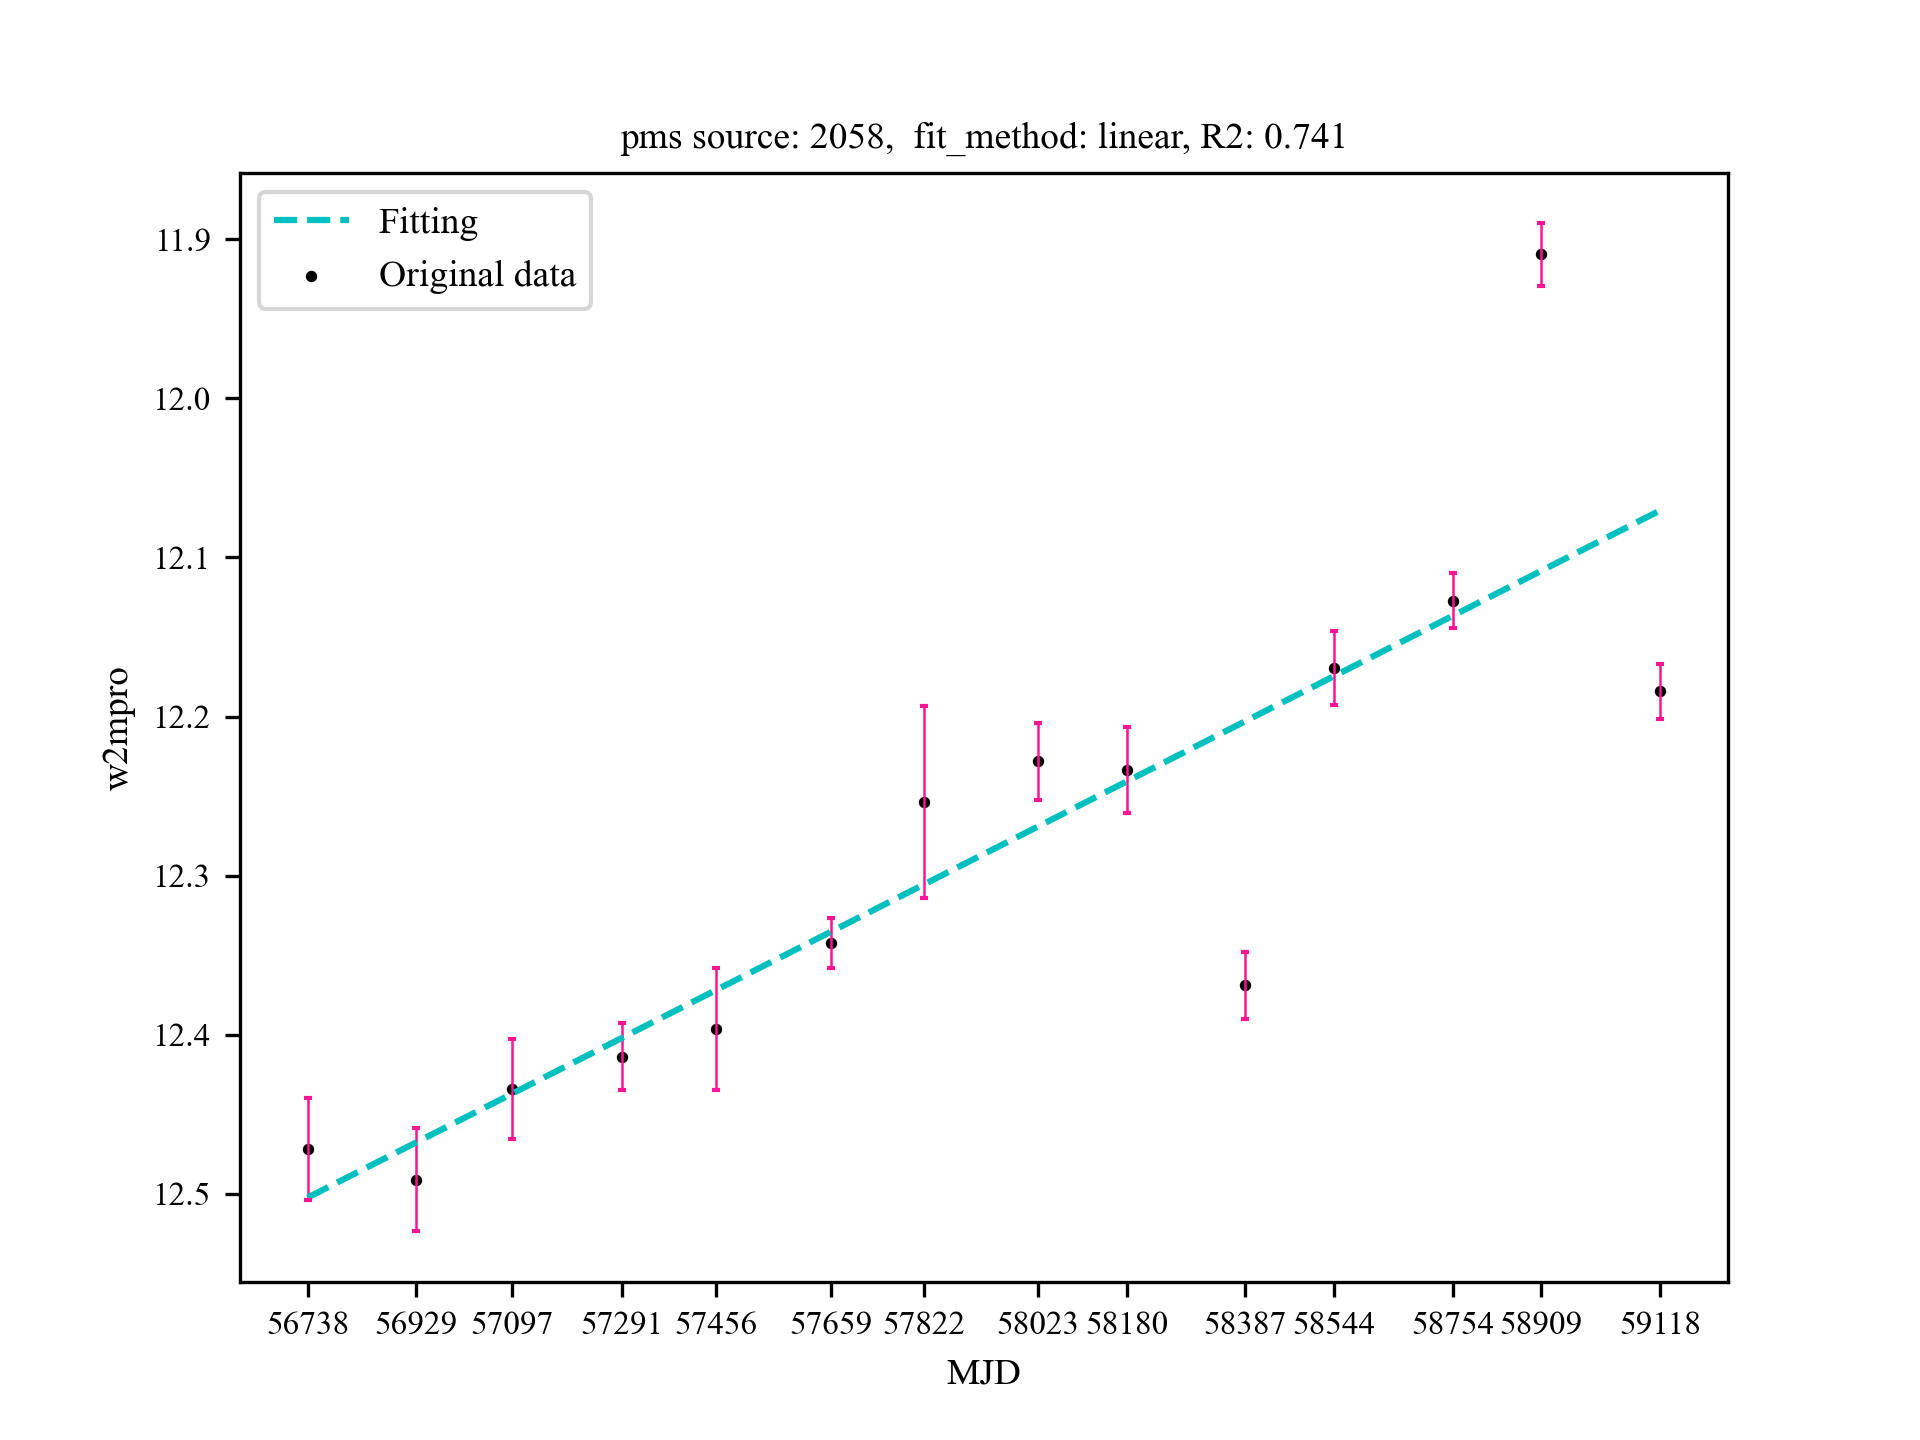 pms source: 2058,  fit_method: linear, R2: 0.741
Fitting
Original data
11.9
12.0
12.1
12.2
12.3
12.4
12.5
w2mpro
56738 56929 57097 57291 57456 57659 57822 58023 58180 58387 58544 58754 58909 59118
MJD